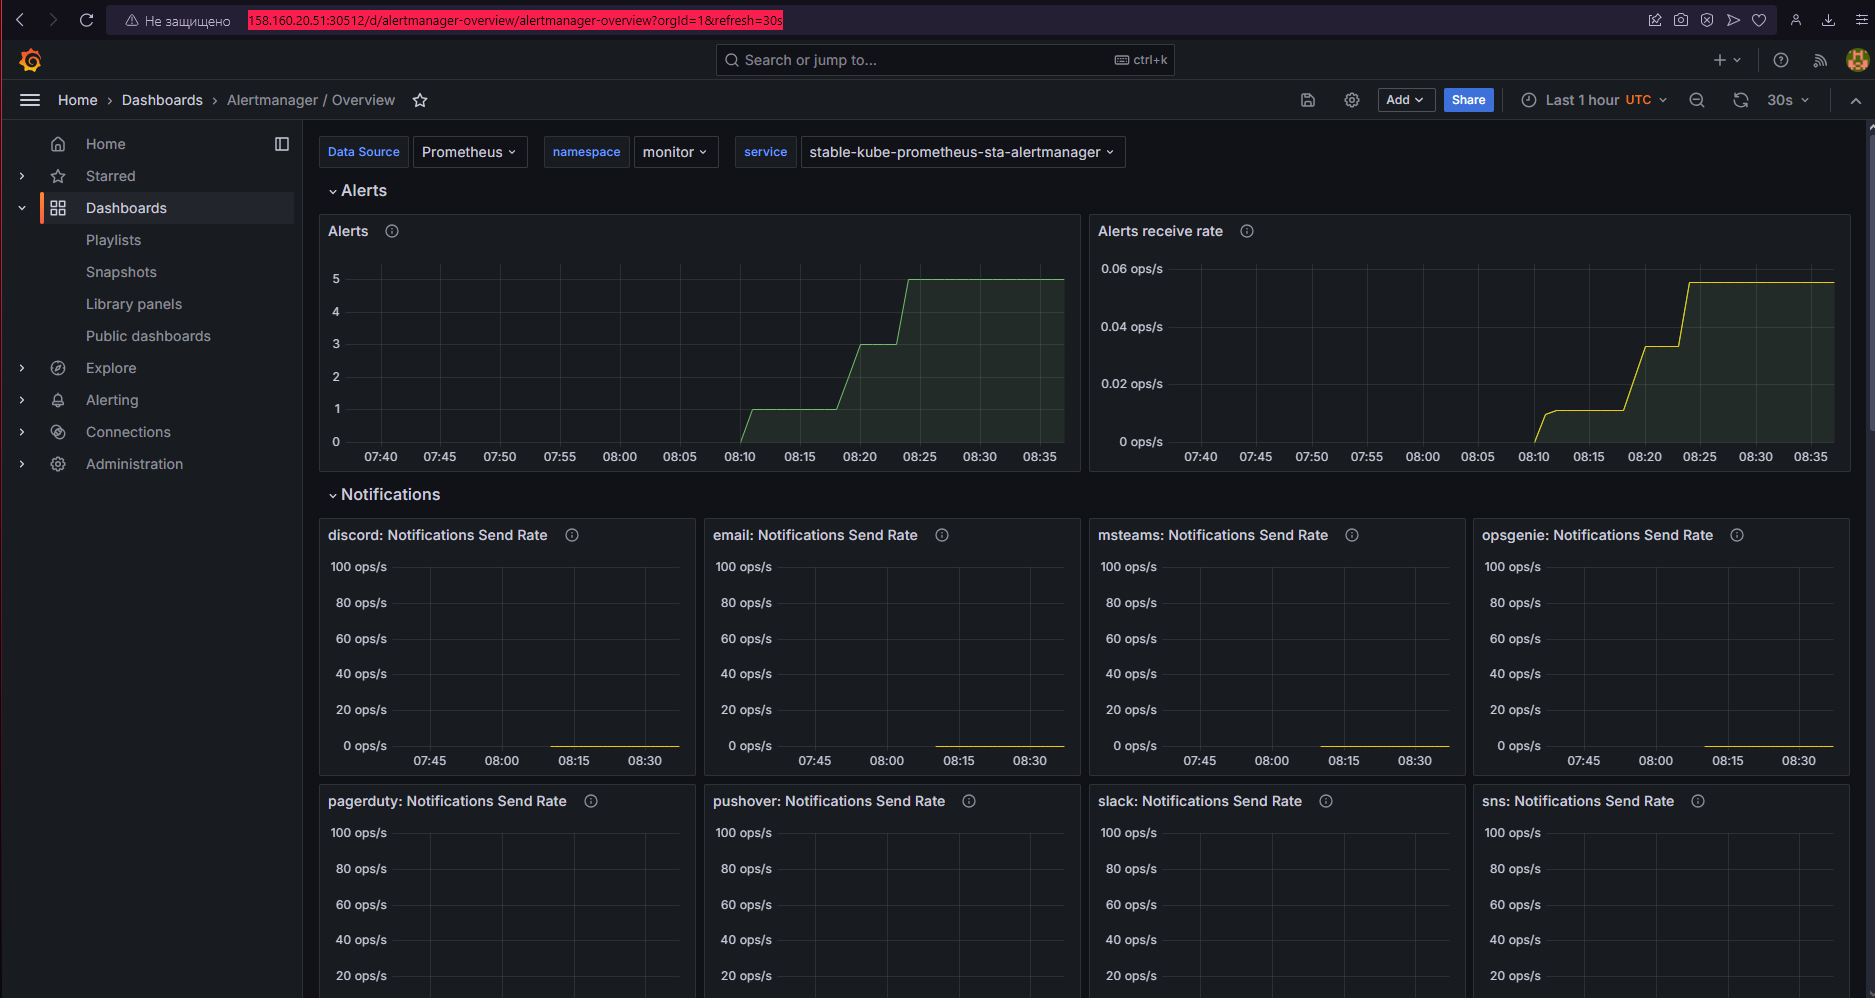 Не защищено 158.160.20.51:30512/d/alertmanager-overview/alertmanager-overview?orgId=1&refresh=30s
Search or jump to... ctrl+k
Home › Dashboards › Alertmanager / Overview Add Share Last 1 hour UTC 30s
Home
Starred
Dashboards
Playlists
Snapshots
Library panels
Public dashboards
Explore
Alerting
Connections
Administration
Data Source Prometheus namespace monitor service stable-kube-prometheus-sta-alertmanager
Alerts
Alerts
5
4
3
2
1
0
07:40 07:45 07:50 07:55 08:00 08:05 08:10 08:15 08:20 08:25 08:30 08:35
Alerts receive rate
0.06 ops/s
0.04 ops/s
0.02 ops/s
0 ops/s
07:40 07:45 07:50 07:55 08:00 08:05 08:10 08:15 08:20 08:25 08:30 08:35
Notifications
discord: Notifications Send Rate
100 ops/s
80 ops/s
60 ops/s
40 ops/s
20 ops/s
0 ops/s
07:45 08:00 08:15 08:30
email: Notifications Send Rate
100 ops/s
80 ops/s
60 ops/s
40 ops/s
20 ops/s
0 ops/s
07:45 08:00 08:15 08:30
msteams: Notifications Send Rate
100 ops/s
80 ops/s
60 ops/s
40 ops/s
20 ops/s
0 ops/s
07:45 08:00 08:15 08:30
opsgenie: Notifications Send Rate
100 ops/s
80 ops/s
60 ops/s
40 ops/s
20 ops/s
0 ops/s
07:45 08:00 08:15 08:30
pagerduty: Notifications Send Rate
100 ops/s
80 ops/s
60 ops/s
40 ops/s
20 ops/s
pushover: Notifications Send Rate
100 ops/s
80 ops/s
60 ops/s
40 ops/s
20 ops/s
slack: Notifications Send Rate
100 ops/s
80 ops/s
60 ops/s
40 ops/s
20 ops/s
sns: Notifications Send Rate
100 ops/s
80 ops/s
60 ops/s
40 ops/s
20 ops/s